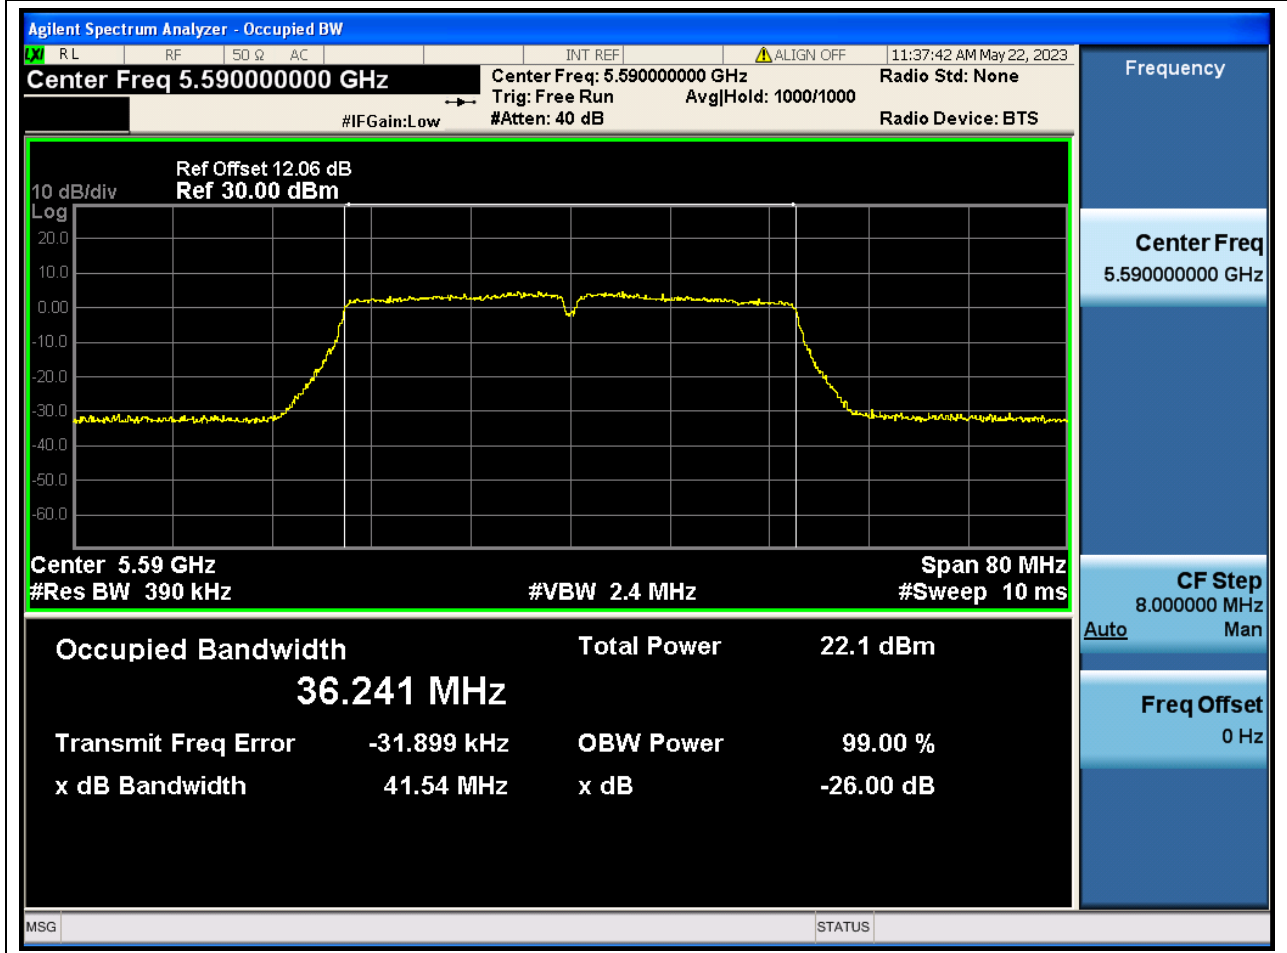 Agilent Spectrum Analyzer - Occupied BW
LXI RL RF 50 Ω AC INT REF ALIGN OFF 11:37:42 AM May 22, 2023
Center Freq 5.590000000 GHz
Center Freq: 5.590000000 GHz
Radio Std: None
Trig: Free Run Avg|Hold: 1000/1000
#IFGain:Low
#Atten: 40 dB
Radio Device: BTS
Ref Offset 12.06 dB
10 dB/div Ref 30.00 dBm
Log
20.0
10.0
0.00
-10.0
-20.0
-30.0
-40.0
-50.0
-60.0
Center 5.59 GHz Span 80 MHz
#Res BW 390 kHz #VBW 2.4 MHz #Sweep 10 ms
Occupied Bandwidth Total Power 22.1 dBm
36.241 MHz
Transmit Freq Error -31.899 kHz OBW Power 99.00 %
x dB Bandwidth 41.54 MHz x dB -26.00 dB
Frequency
Center Freq
5.590000000 GHz
CF Step
8.000000 MHz
Auto Man
Freq Offset
0 Hz
MSG STATUS